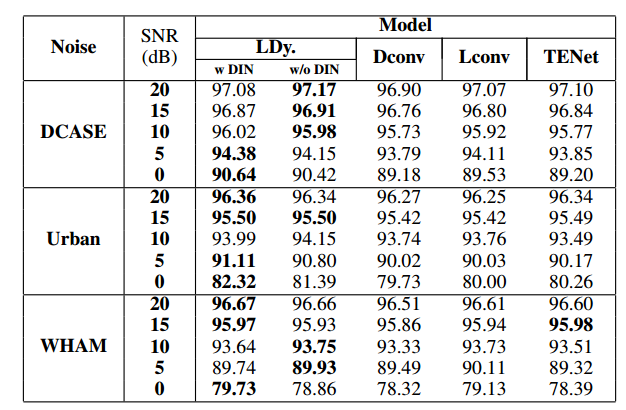 Noise SNR (dB) Model
LDy. Dconv Lconv TENet
w DIN w/o DIN
DCASE
20 97.08 97.17 96.90 97.07 97.10
15 96.87 96.91 96.76 96.80 96.84
10 96.02 95.98 95.73 95.92 95.77
5 94.38 94.15 93.79 94.11 93.85
0 90.64 90.42 89.18 89.53 89.20
Urban
20 96.36 96.34 96.27 96.25 96.34
15 95.50 95.50 95.42 95.42 95.49
10 93.99 94.15 93.74 93.76 93.49
5 91.11 90.80 90.02 90.03 90.17
0 82.32 81.39 79.73 80.00 80.26
WHAM
20 96.67 96.66 96.51 96.61 96.60
15 95.97 95.93 95.86 95.94 95.98
10 93.64 93.75 93.33 93.73 93.51
5 89.74 89.93 89.49 90.11 89.32
0 79.73 78.86 78.32 79.13 78.39